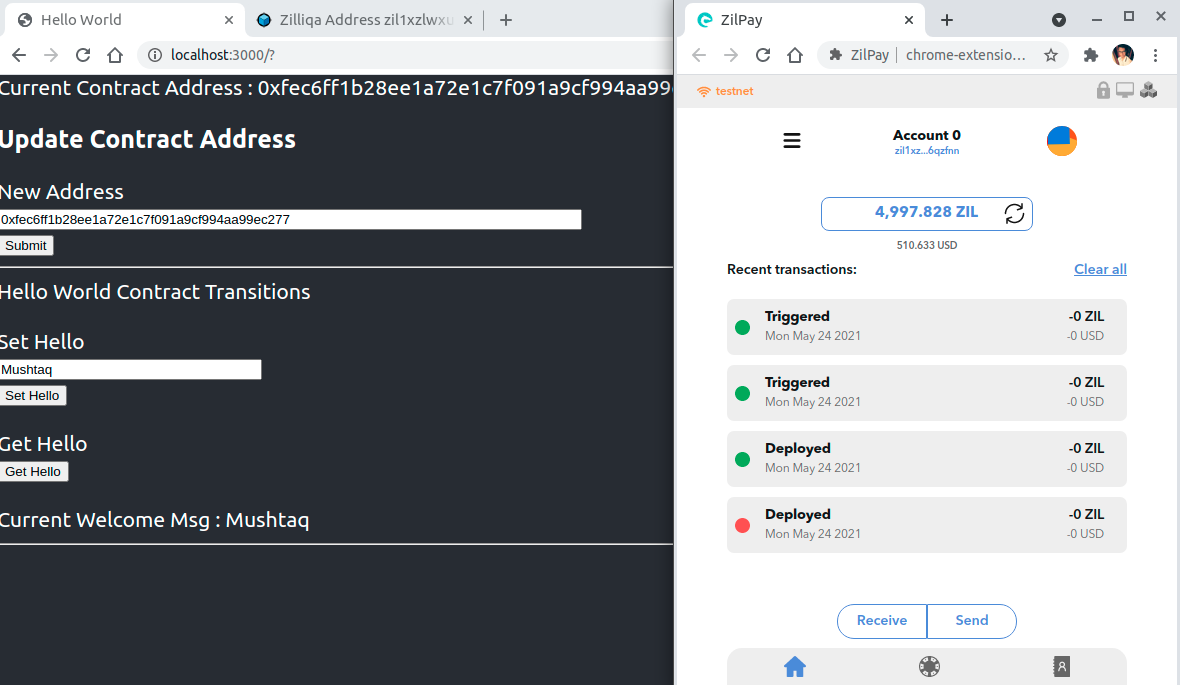 Hello World
Zilliqa Address zil1xzlwxu
localhost:3000/?
Current Contract Address : 0xfec6ff1b28ee1a72e1c7f091a9cf994aa99e
Update Contract Address
New Address
0xfec6ff1b28ee1a72e1c7f091a9cf994aa99ec277
Submit
Hello World Contract Transitions
Set Hello
Mushtaq
Set Hello
Get Hello
Get Hello
Current Welcome Msg : Mushtaq
ZilPay
ZilPay chrome-extensio...
testnet
Account 0
zil1xz...6qzfnn
4,997.828 ZIL
510.633 USD
Recent transactions: Clear all
Triggered -0 ZIL
Mon May 24 2021 -0 USD
Triggered -0 ZIL
Mon May 24 2021 -0 USD
Deployed -0 ZIL
Mon May 24 2021 -0 USD
Deployed -0 ZIL
Mon May 24 2021 -0 USD
Receive Send